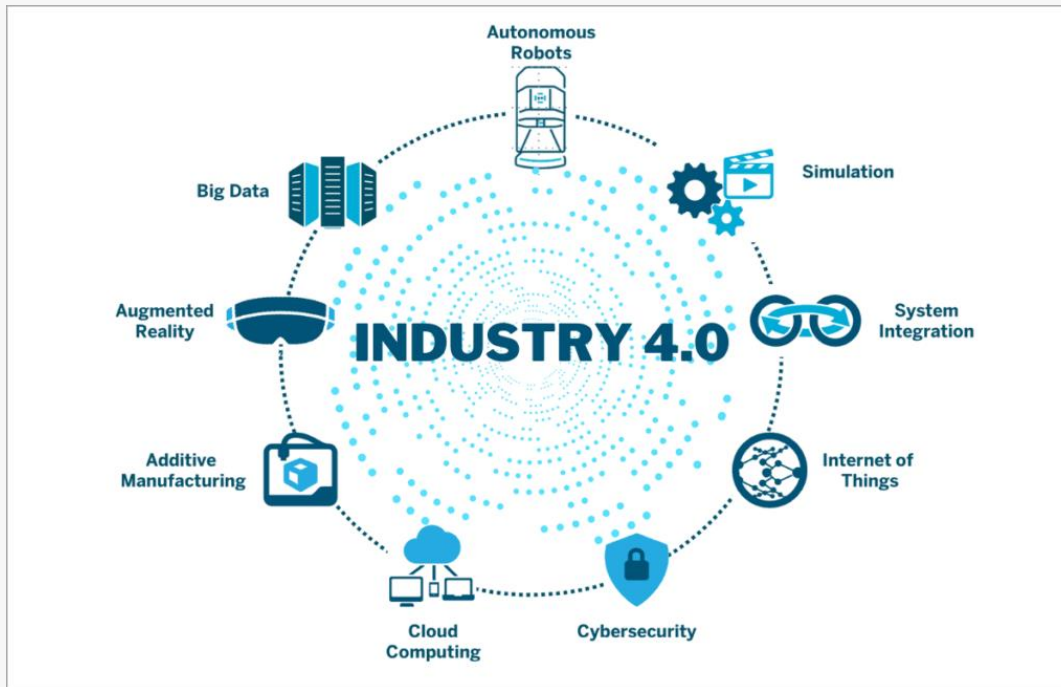 Autonomous
Robots
Simulation
Big Data
System
Integration
Augmented
Reality
INDUSTRY 4.0
Internet of
Things
Additive
Manufacturing
Cybersecurity
Cloud
Computing